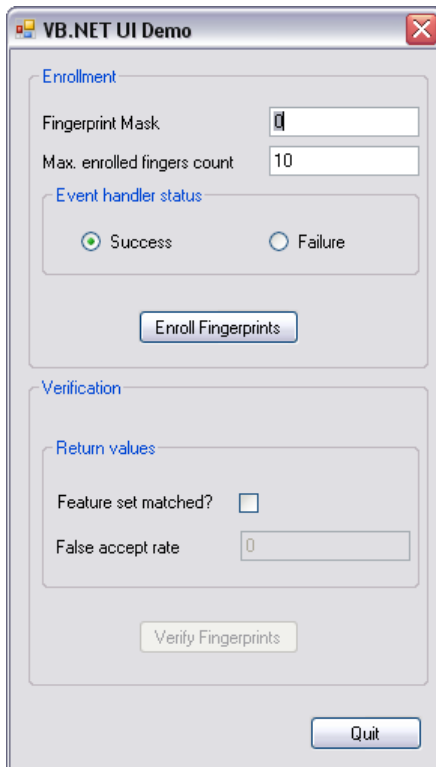 VB.NET UI Demo
Enrollment
Fingerprint Mask 0
Max. enrolled fingers count 10
Event handler status
Success Failure
Enroll Fingerprints
Verification
Return values
Feature set matched?
False accept rate 0
Verify Fingerprints
Quit